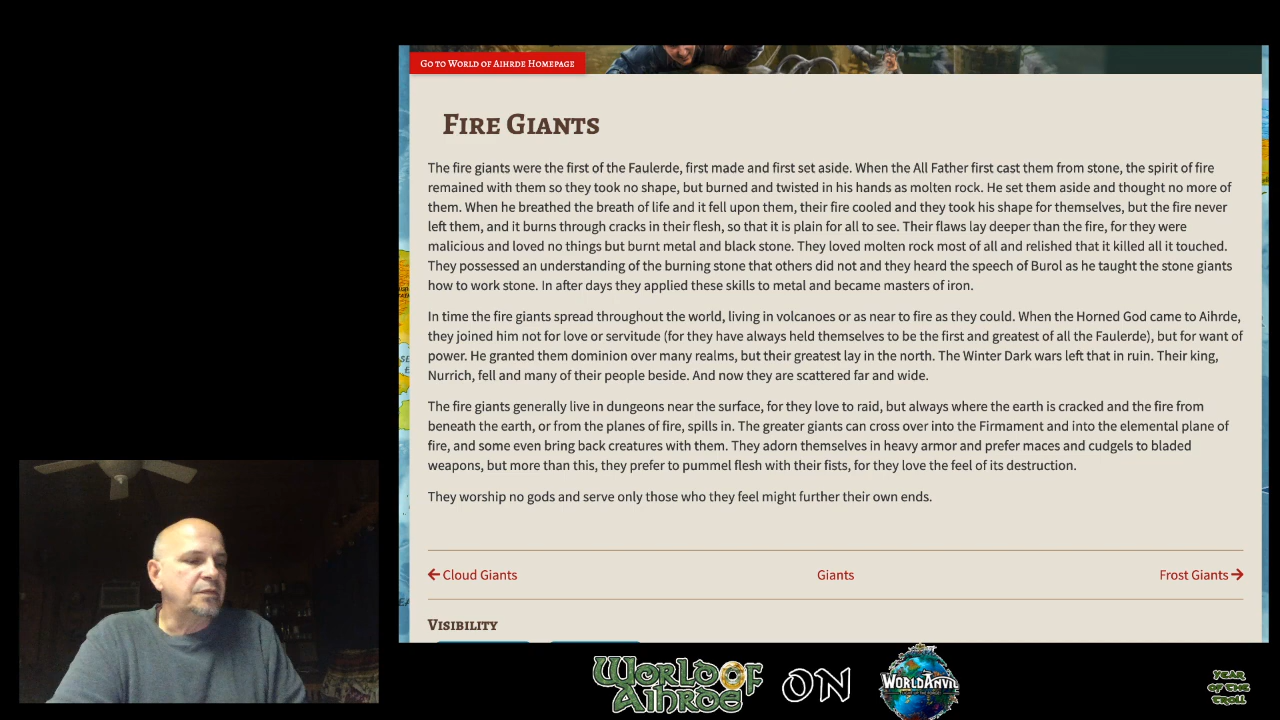 Go to World of Aihrde Homepage
Fire Giants
The fire giants were the first of the Faulerde, first made and first set aside. When the All Father first cast them from stone, the spirit of fire
remained with them so they took no shape, but burned and twisted in his hands as molten rock. He set them aside and thought no more of
them. When he breathed the breath of life and it fell upon them, their fire cooled and they took his shape for themselves, but the fire never
left them, and it burns through cracks in their flesh, so that it is plain for all to see. Their flaws lay deeper than the fire, for they were
malicious and loved no things but burnt metal and black stone. They loved molten rock most of all and relished that it killed all it touched.
They possessed an understanding of the burning stone that others did not and they heard the speech of Burol as he taught the stone giants
how to work stone. In after days they applied these skills to metal and became masters of iron.
In time the fire giants spread throughout the world, living in volcanoes or as near to fire as they could. When the Horned God came to Aihrde,
they joined him not for love or servitude (for they have always held themselves to be the first and greatest of all the Faulerde), but for want of
power. He granted them dominion over many realms, but their greatest lay in the north. The Winter Dark wars left that in ruin. Their king,
Nurrich, fell and many of their people beside. And now they are scattered far and wide.
The fire giants generally live in dungeons near the surface, for they love to raid, but always where the earth is cracked and the fire from
beneath the earth, or from the planes of fire, spills in. The greater giants can cross over into the Firmament and into the elemental plane of
fire, and some even bring back creatures with them. They adorn themselves in heavy armor and prefer maces and cudgels to bladed
weapons, but more than this, they prefer to pummel flesh with their fists, for they love the feel of its destruction.
They worship no gods and serve only those who they feel might further their own ends.
← Cloud Giants Giants Frost Giants →
Visibility
World of Aihrde ON WorldAnvil
Year of the Troll